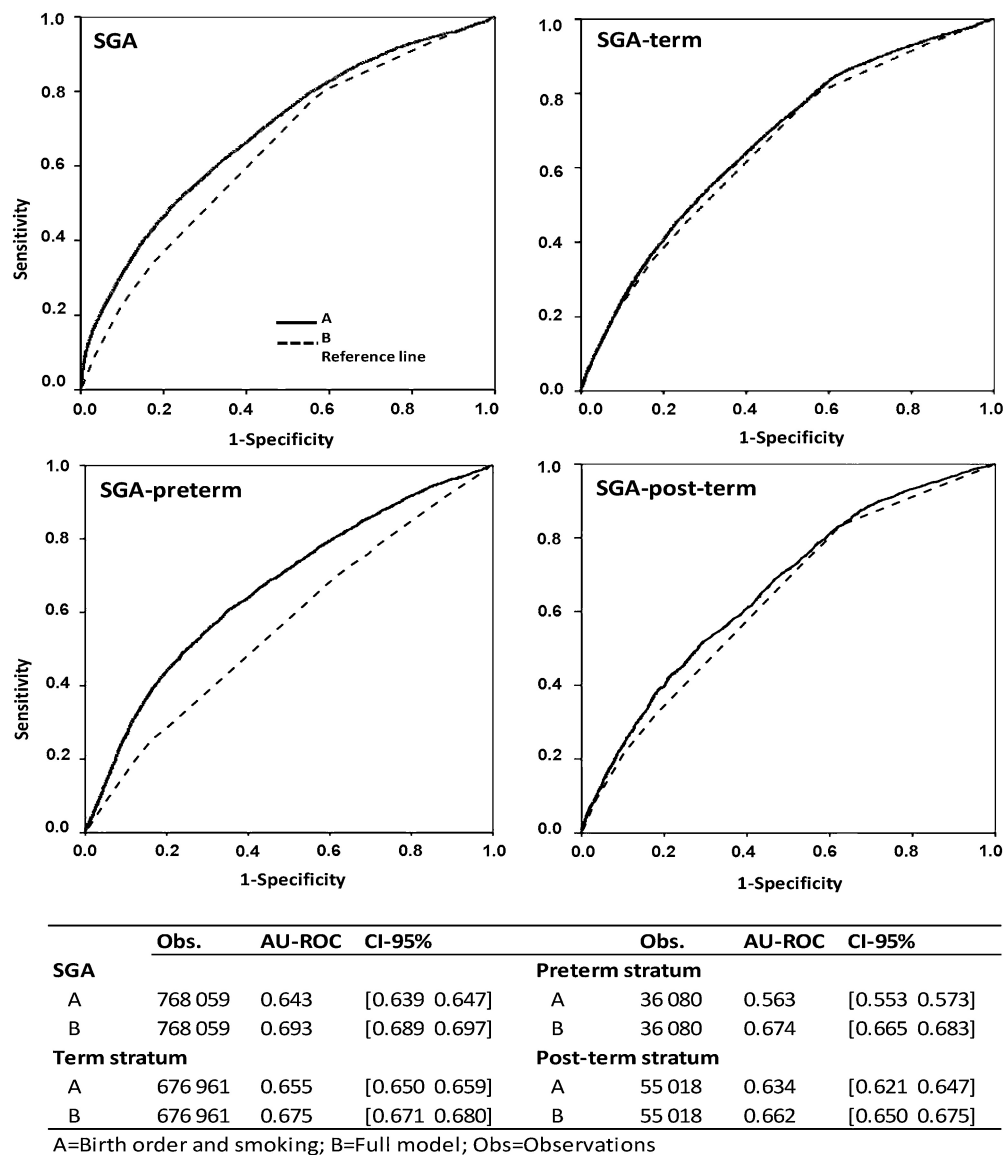 SGA
1.0
0.8
0.6
0.4
0.2
0.0
Sensitivity
A
B
Reference line
0.0 0.2 0.4 0.6 0.8 1.0
1-Specificity
SGA-term
1.0
0.8
0.6
0.4
0.2
0.0
0.0 0.2 0.4 0.6 0.8 1.0
1-Specificity
SGA-preterm
1.0
0.8
0.6
0.4
0.2
0.0
Sensitivity
0.0 0.2 0.4 0.6 0.8 1.0
1-Specificity
SGA-post-term
1.0
0.8
0.6
0.4
0.2
0.0
0.0 0.2 0.4 0.6 0.8 1.0
1-Specificity
Obs. AU-ROC CI-95% Obs. AU-ROC CI-95%
SGA Preterm stratum
A 768 059 0.643 [0.639 0.647] A 36 080 0.563 [0.553 0.573]
B 768 059 0.693 [0.689 0.697] B 36 080 0.674 [0.665 0.683]
Term stratum Post-term stratum
A 676 961 0.655 [0.650 0.659] A 55 018 0.634 [0.621 0.647]
B 676 961 0.675 [0.671 0.680] B 55 018 0.662 [0.650 0.675]
A=Birth order and smoking; B=Full model; Obs=Observations